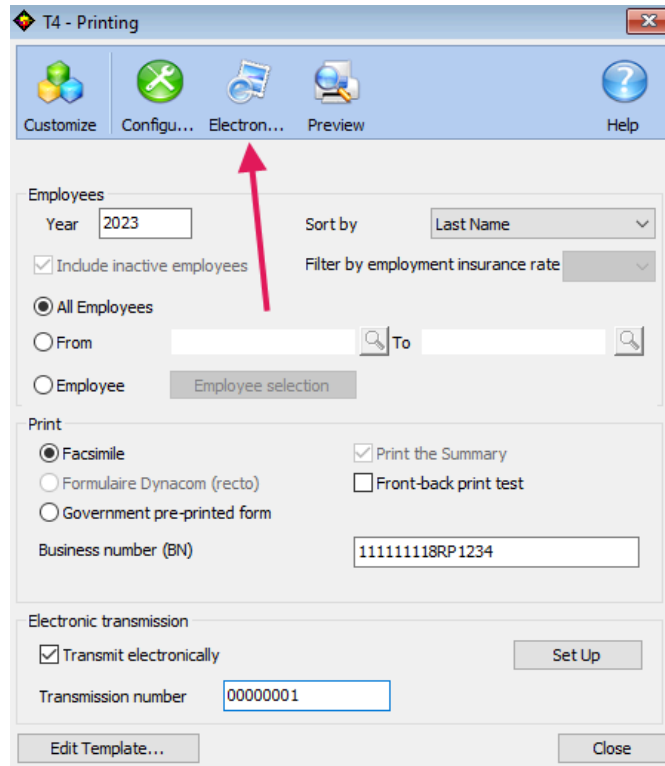 T4 - Printing
Customize Configu... Electron... Preview Help
Employees
Year 2023 Sort by Last Name
Include inactive employees Filter by employment insurance rate
All Employees
From To
Employee Employee selection
Print
Facsimile Print the Summary
Formulaire Dynacom (recto) Front-back print test
Government pre-printed form
Business number (BN) 111111118RP1234
Electronic transmission
Transmit electronically Set Up
Transmission number 00000001
Edit Template... Close